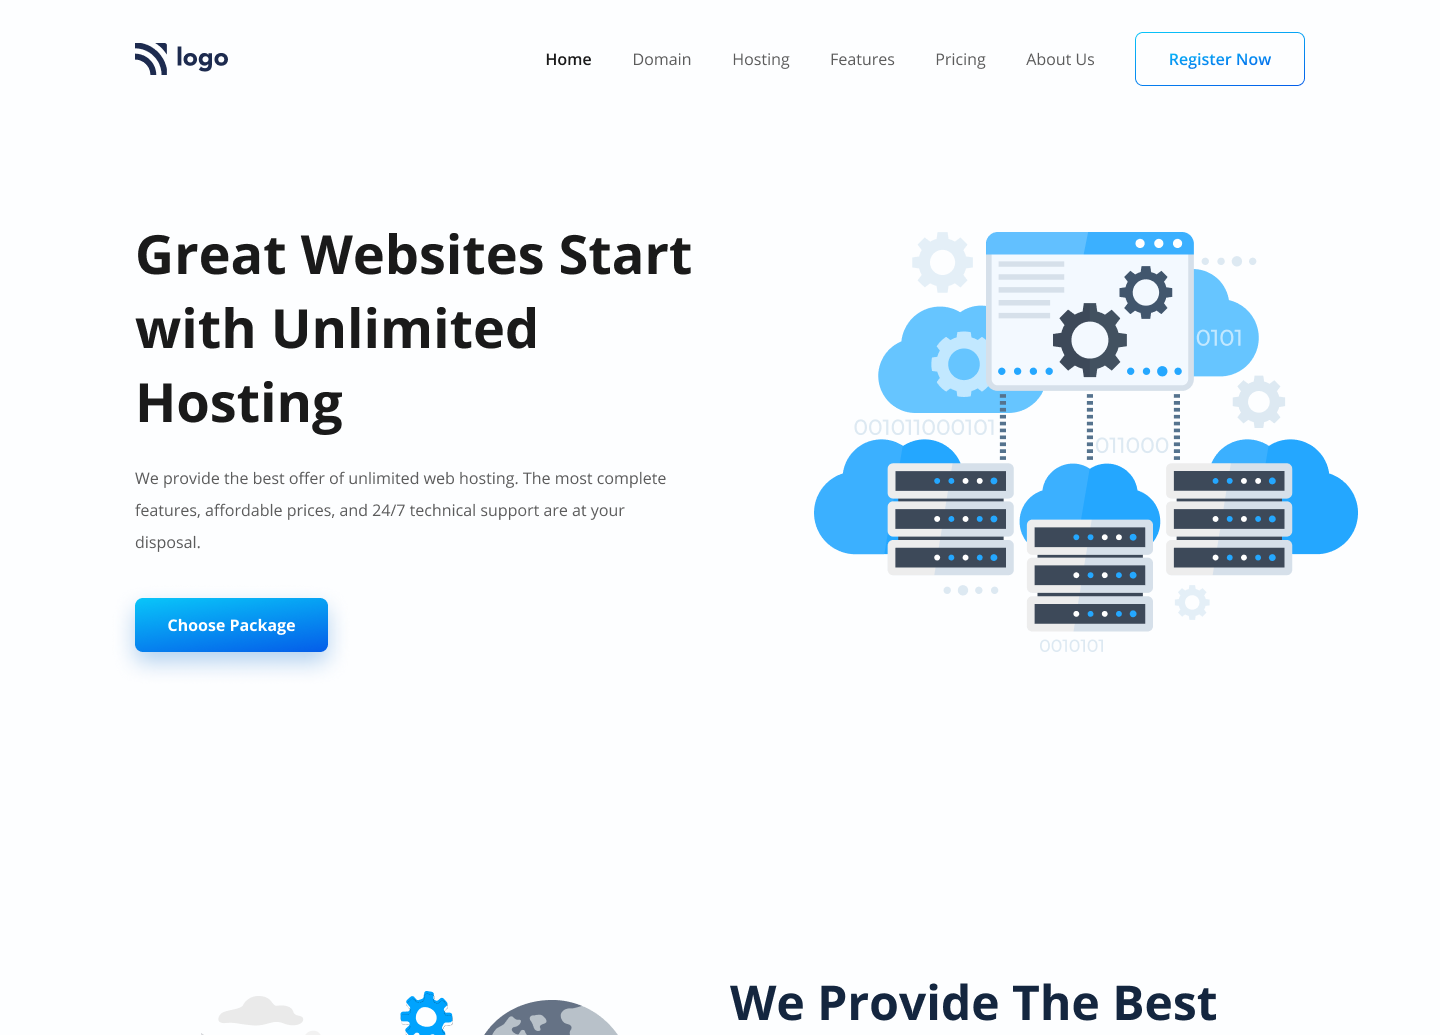 logo
Home
Domain
Hosting
Features
Pricing
About Us
Register Now
Great Websites Start
with Unlimited
Hosting
We provide the best offer of unlimited web hosting. The most complete
features, affordable prices, and 24/7 technical support are at your
disposal.
Choose Package
0101
001011000101
011000
0010101
We Provide The Best